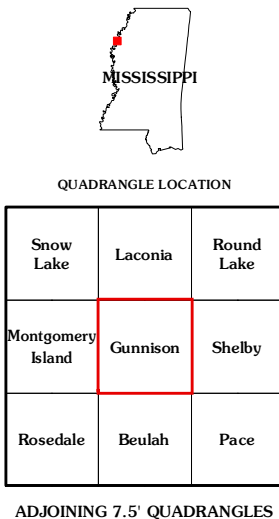 MISSISSIPPI
QUADRANGLE LOCATION
Snow
Lake
Laconia
Round
Lake
Montgomery
Island
Gunnison
Shelby
Rosedale
Beulah
Pace
ADJOINING 7.5' QUADRANGLES